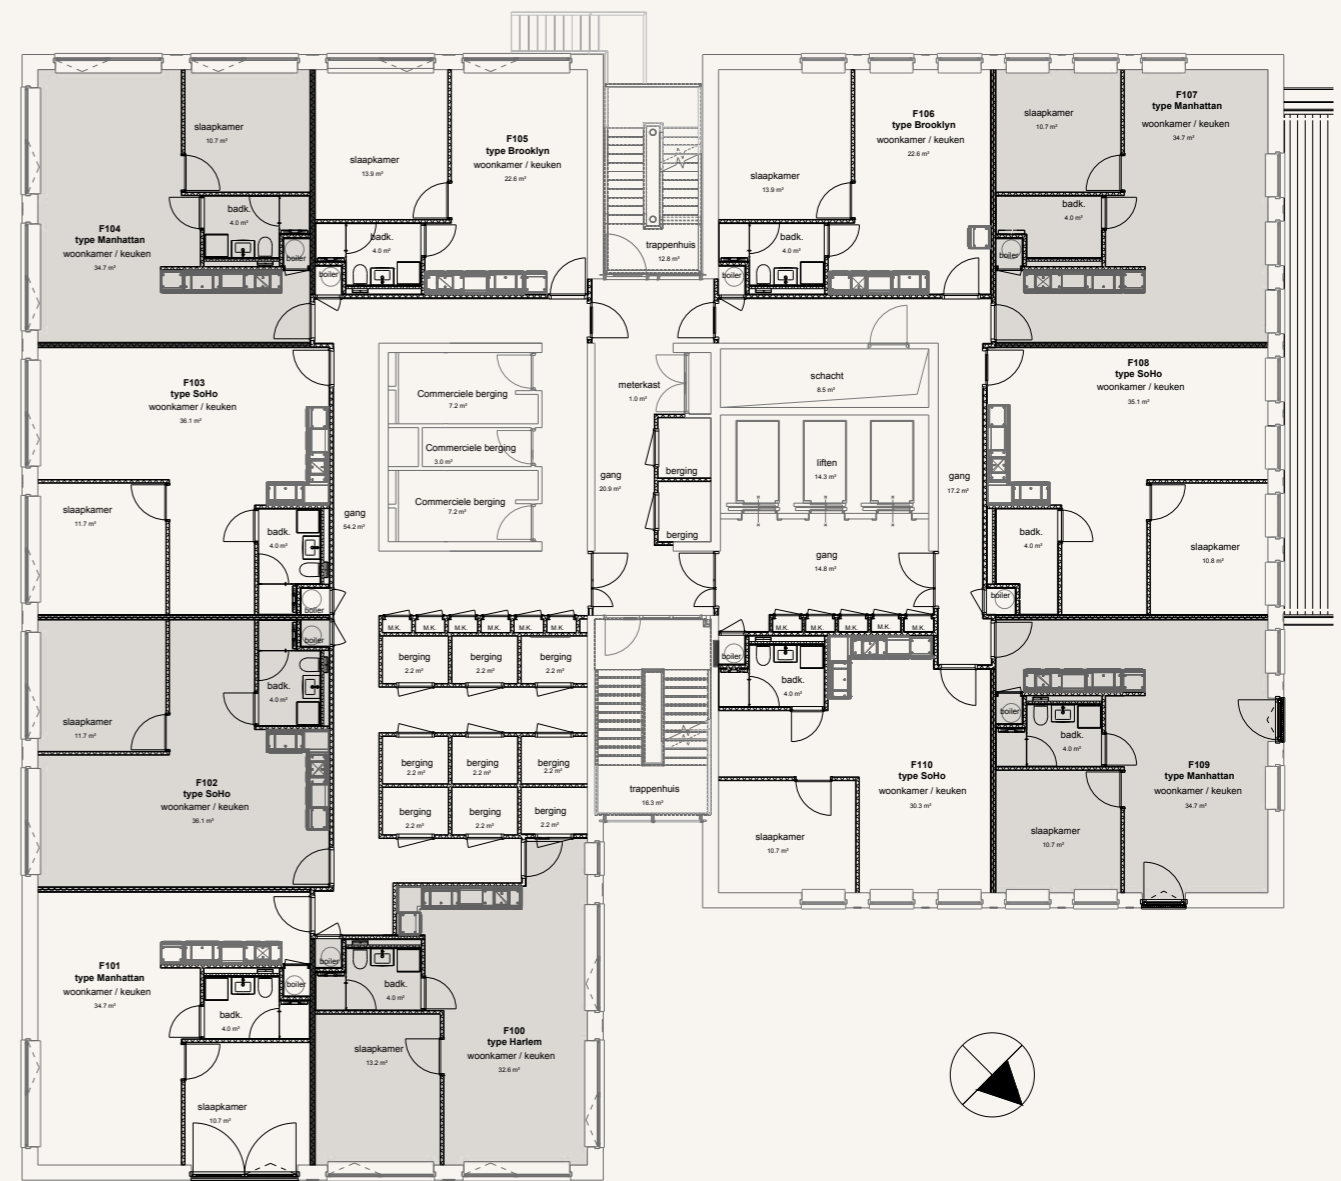 slaapkamer
10.7 m²
badk.
4.0 m²
boiler
F104
type Manhattan
woonkamer / keuken
34.7 m²
slaapkamer
13.9 m²
F105
type Brooklyn
woonkamer / keuken
22.6 m²
badk.
4.0 m²
boiler
trappenhuis
12.8 m²
slaapkamer
13.9 m²
F106
type Brooklyn
woonkamer / keuken
22.6 m²
badk.
4.0 m²
boiler
slaapkamer
10.7 m²
F107
type Manhattan
woonkamer / keuken
34.7 m²
badk.
4.0 m²
boiler
F103
type SoHo
woonkamer / keuken
36.1 m²
slaapkamer
11.7 m²
badk.
4.0 m²
boiler
gang
54.2 m²
Commerciele berging
7.2 m²
Commerciele berging
3.0 m²
Commerciele berging
7.2 m²
meterkast
1.0 m²
gang
20.9 m²
berging
berging
schacht
8.5 m²
liften
14.3 m²
gang
14.8 m²
gang
17.2 m²
F108
type SoHo
woonkamer / keuken
35.1 m²
badk.
4.0 m²
slaapkamer
10.8 m²
boiler
boiler
badk.
4.0 m²
slaapkamer
11.7 m²
F102
type SoHo
woonkamer / keuken
36.1 m²
M.K.
M.K.
M.K.
M.K.
M.K.
M.K.
berging
2.2 m²
berging
2.2 m²
berging
2.2 m²
berging
2.2 m²
berging
2.2 m²
berging
2.2 m²
berging
2.2 m²
berging
2.2 m²
berging
2.2 m²
trappenhuis
16.3 m²
M.K.
M.K.
M.K.
M.K.
M.K.
boiler
badk.
4.0 m²
F110
type SoHo
woonkamer / keuken
30.3 m²
slaapkamer
10.7 m²
boiler
badk.
4.0 m²
F109
type Manhattan
woonkamer / keuken
34.7 m²
slaapkamer
10.7 m²
F101
type Manhattan
woonkamer / keuken
34.7 m²
boiler
badk.
4.0 m²
slaapkamer
10.7 m²
boiler
badk.
4.0 m²
slaapkamer
13.2 m²
F100
type Harlem
woonkamer / keuken
32.6 m²